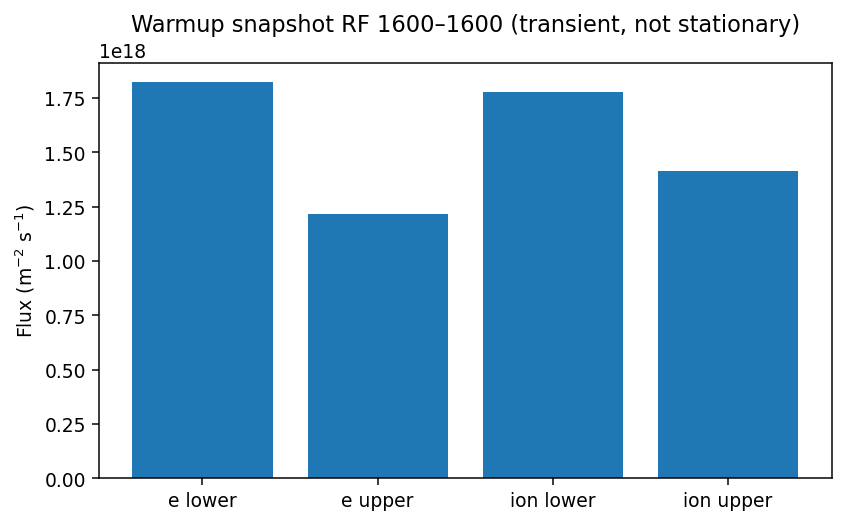 Warmup snapshot RF 1600–1600 (transient, not stationary)
1e18
Flux (m⁻² s⁻¹)
1.75
1.50
1.25
1.00
0.75
0.50
0.25
0.00
e lower e upper ion lower ion upper